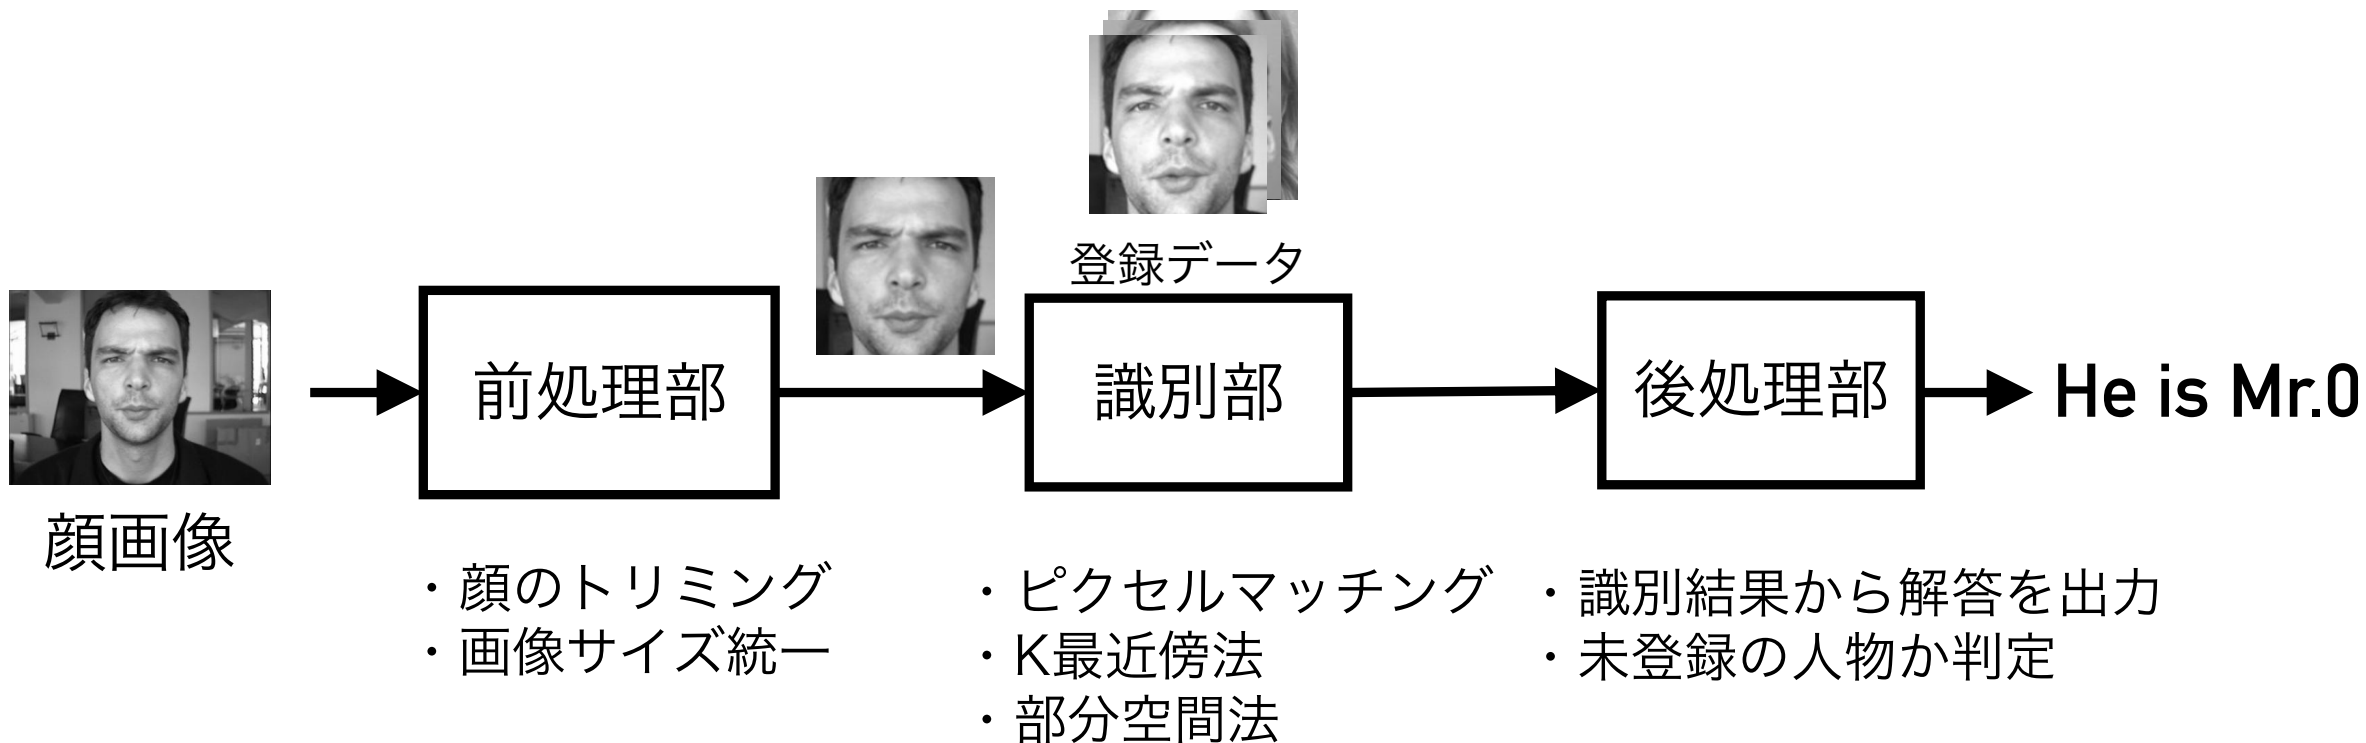 登録データ
前処理部
識別部
後処理部
He is Mr.0
顔画像
・顔のトリミング
・画像サイズ統一
・ピクセルマッチング
・K最近傍法
・部分空間法
・識別結果から解答を出力
・未登録の人物か判定